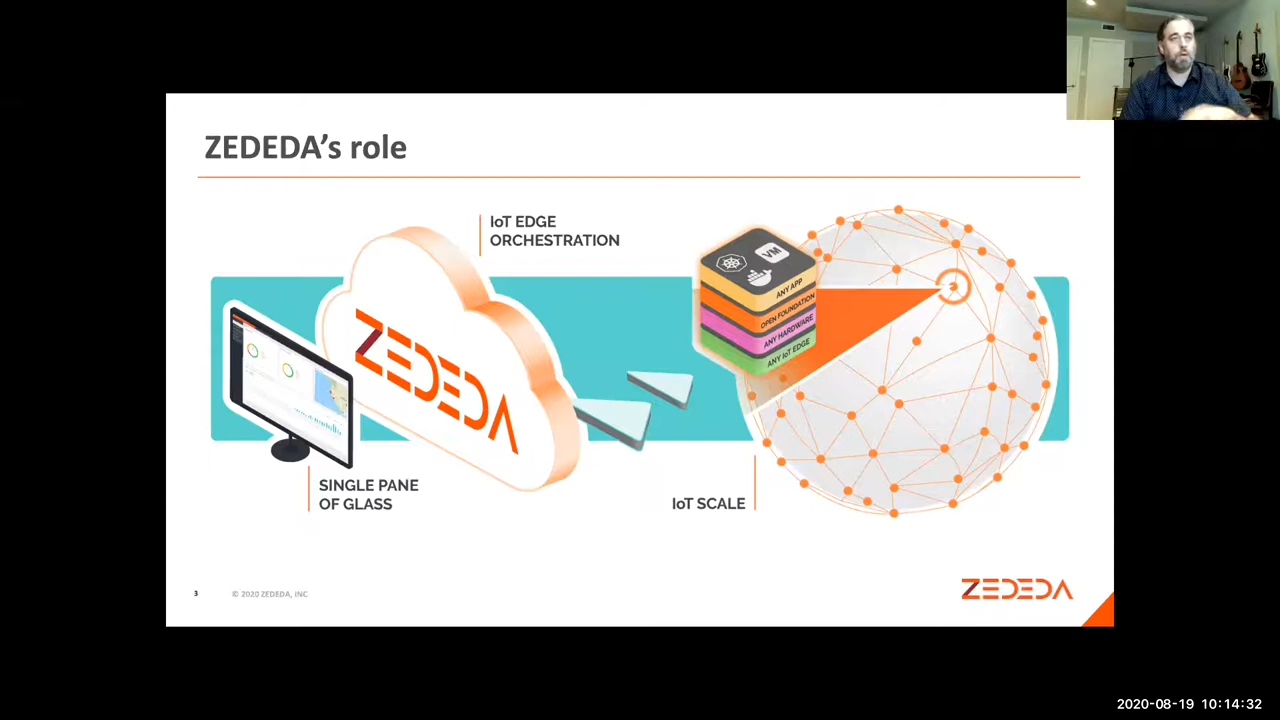 ZEDEDA’s role
IoT EDGE
ORCHESTRATION
VM
ANY APP
OPEN FOUNDATION
ANY HARDWARE
ANY IoT EDGE
ZEDEDA
SINGLE PANE
OF GLASS
IoT SCALE
3
© 2020 ZEDEDA, INC
ZEDEDA
2020-08-19 10:14:32